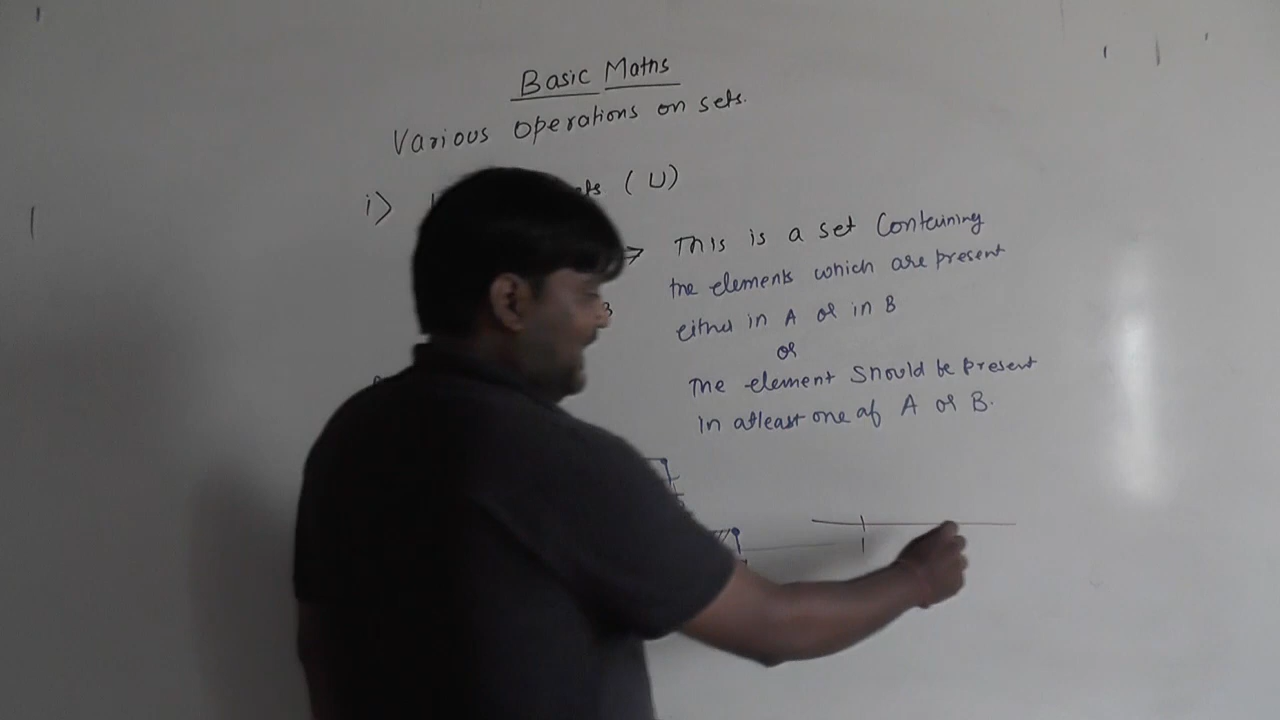 Basic Maths
Various Operations on sets.
i) (U)
⇒ This is a set Containing
the elements which are present
either in A or in B
or
The element should be present
in atleast one of A or B.